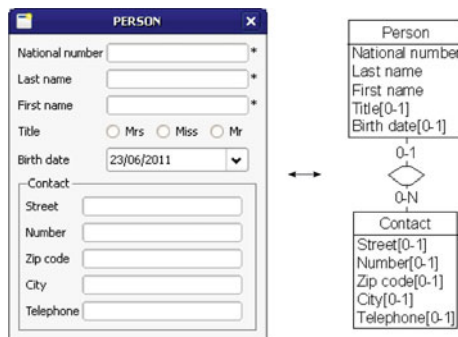 PERSON
National number *
Last name *
First name *
Title Mrs Miss Mr
Birth date 23/06/2011
Contact
Street
Number
Zip code
City
Telephone
Person
National number
Last name
First name
Title[0-1]
Birth date[0-1]
0-1
0-N
Contact
Street[0-1]
Number[0-1]
Zip code[0-1]
City[0-1]
Telephone[0-1]